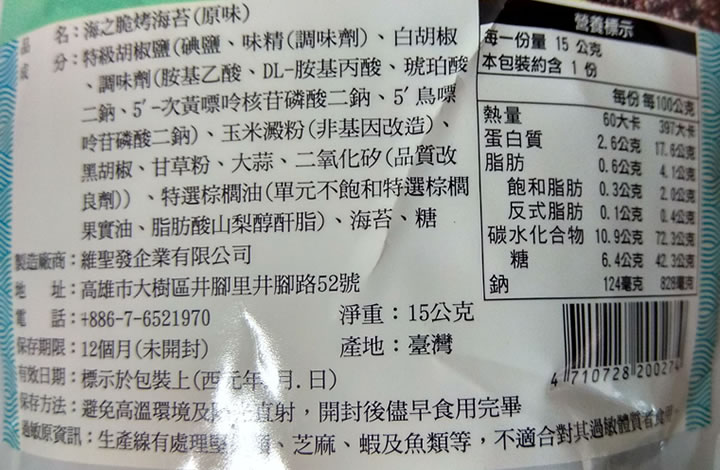 品 名：海之脆烤海苔(原味)
成 分：特級胡椒鹽(碘鹽、味精(調味劑)、白胡椒
、調味劑(胺基乙酸、DL-胺基丙酸、琥珀酸
二鈉、5'-次黃嘌呤核苷磷酸二鈉、5'鳥嘌
呤苷磷酸二鈉)、玉米澱粉(非基因改造)、
黑胡椒、甘草粉、大蒜、二氧化矽(品質改
良劑))、特選棕櫚油(單元不飽和特選棕櫚
果實油、脂肪酸山梨醇酐脂)、海苔、糖
製造廠商：維聖發企業有限公司
地 址：高雄市大樹區井腳里井腳路52號
電 話：+886-7-6521970 淨重：15公克
保存期限：12個月(未開封) 產地：臺灣
有效日期：標示於包裝上(西元年.月.日)
保存方法：避免高溫環境及 直射，開封後儘早食用完畢
過敏原資訊：生產線有處理堅 類、芝麻、蝦及魚類等，不適合對其過敏體質者食用。
營養標示
每一份量 15 公克
本包裝約含 1 份
每份 每100公克
熱量 60大卡 397大卡
蛋白質 2.6公克 17.6公克
脂肪 0.6公克 4.1公克
飽和脂肪 0.3公克 2.0公克
反式脂肪 0.1公克 0.4公克
碳水化合物 10.9公克 72.3公克
糖 6.4公克 42.3公克
鈉 124毫克 828毫克
4 710728 200274